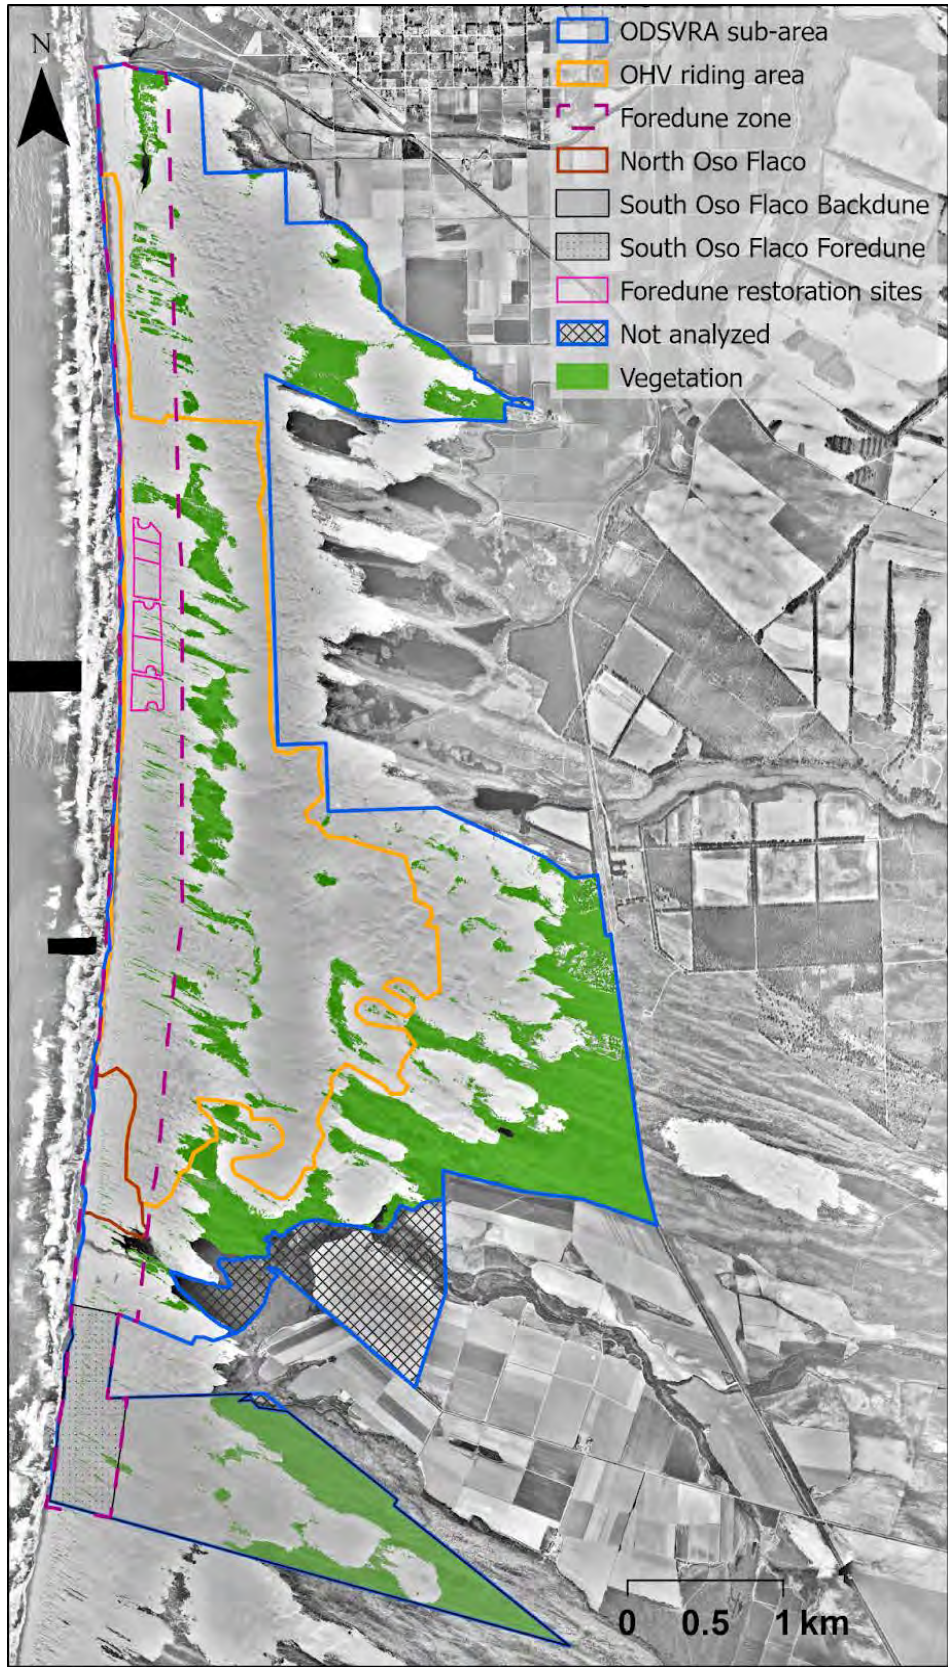 N
ODSVRA sub-area
OHV riding area
Foredune zone
North Oso Flaco
South Oso Flaco Backdune
South Oso Flaco Foredune
Foredune restoration sites
Not analyzed
Vegetation
0 0.5 1 km